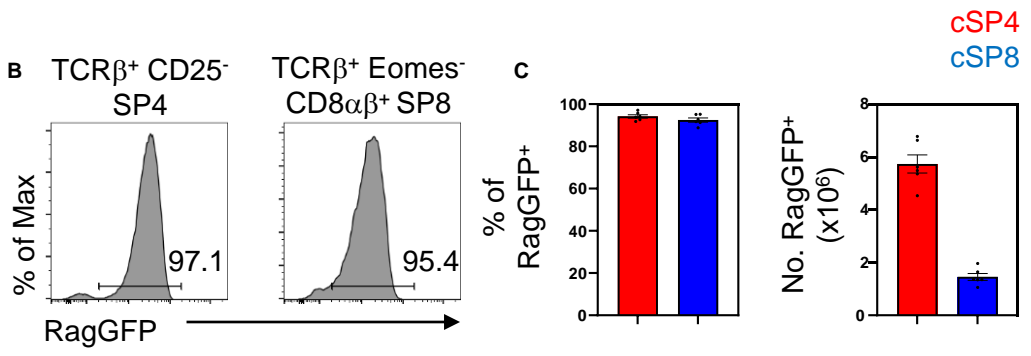 cSP4
cSP8
B
TCRβ⁺ CD25⁻
SP4
TCRβ⁺ Eomes⁻
CD8αβ⁺ SP8
% of Max
97.1
95.4
RagGFP
C
% of
RagGFP⁺
100
80
60
40
20
0
No. RagGFP⁺
(x10⁶)
8
6
4
2
0